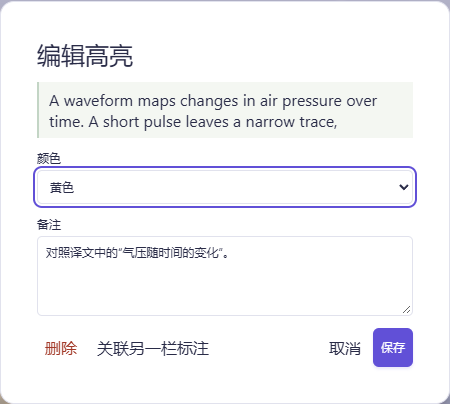 编辑高亮
A waveform maps changes in air pressure over
time. A short pulse leaves a narrow trace,
颜色
黄色
备注
对照译文中的“气压随时间的变化”。
删除 关联另一栏标注 取消 保存